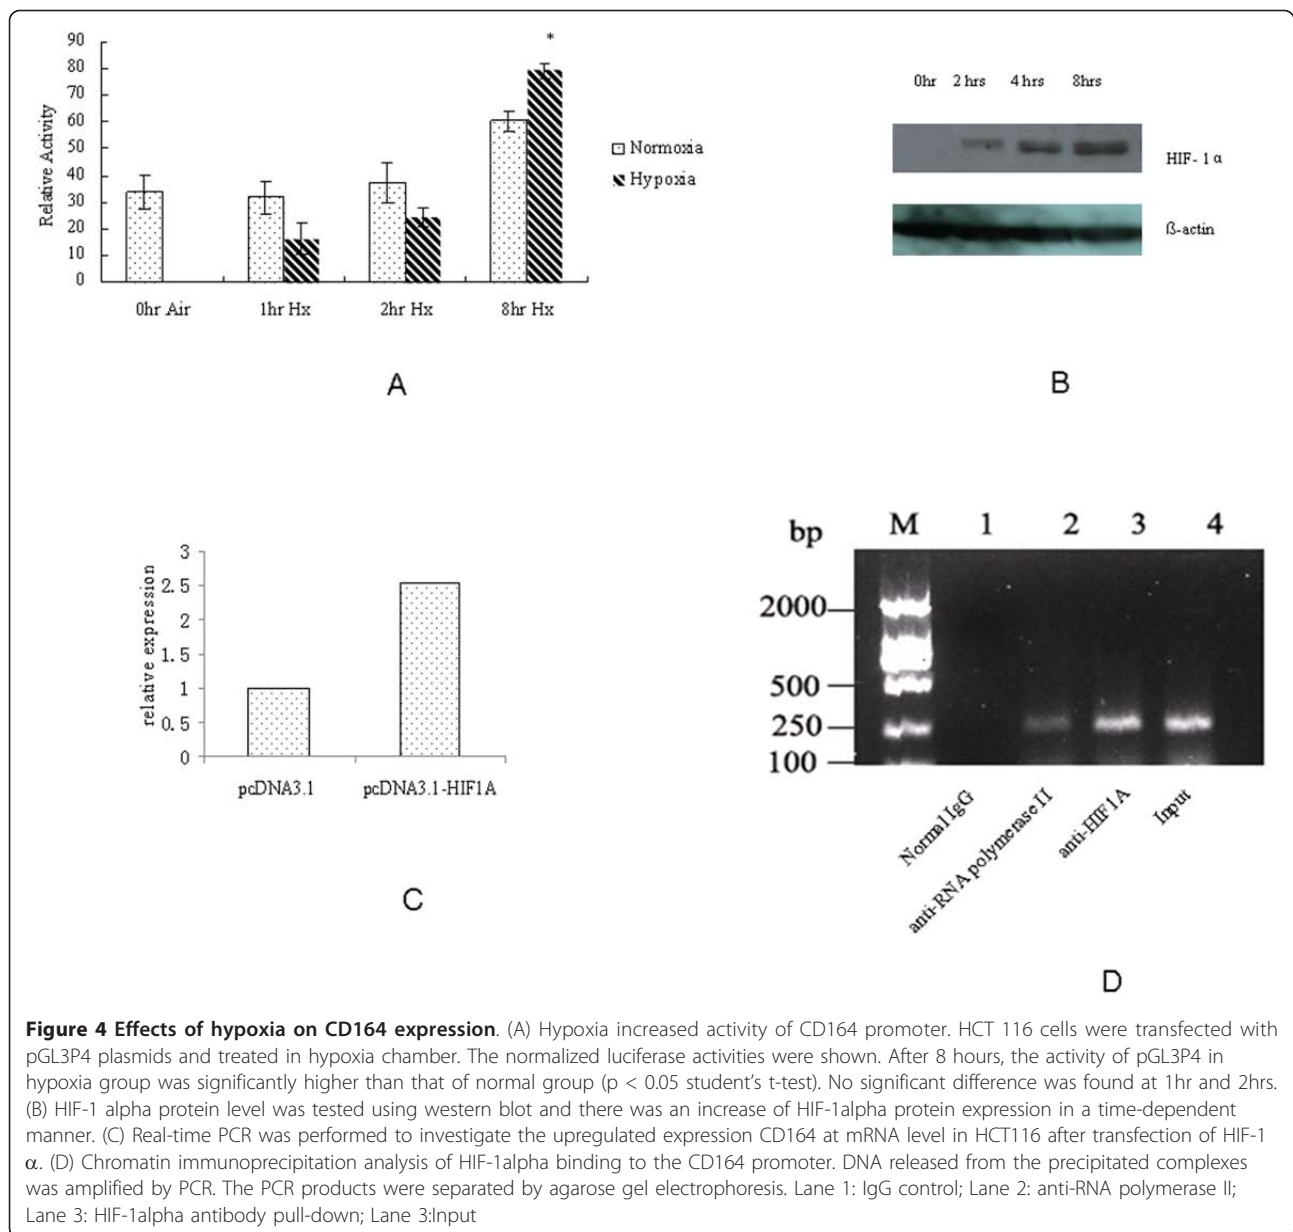 90
80
70
60
50
40
30
20
10
0
Relative Activity
*
Normoxia
Hypoxia
0hr Air
1hr Hx
2hr Hx
8hr Hx
A
0hr 2 hrs 4 hrs 8hrs
HIF- 1 α
ß-actin
B
3
2.5
2
1.5
1
0.5
0
relative expression
pcDNA3.1
pcDNA3.1-HIF1A
C
bp M 1 2 3 4
2000
500
250
100
Normal IgG
anti-RNA polymerase II
anti-HIF1A
Input
D
Figure 4 Effects of hypoxia on CD164 expression. (A) Hypoxia increased activity of CD164 promoter. HCT 116 cells were transfected with
pGL3P4 plasmids and treated in hypoxia chamber. The normalized luciferase activities were shown. After 8 hours, the activity of pGL3P4 in
hypoxia group was significantly higher than that of normal group (p < 0.05 student's t-test). No significant difference was found at 1hr and 2hrs.
(B) HIF-1 alpha protein level was tested using western blot and there was an increase of HIF-1alpha protein expression in a time-dependent
manner. (C) Real-time PCR was performed to investigate the upregulated expression CD164 at mRNA level in HCT116 after transfection of HIF-1
α. (D) Chromatin immunoprecipitation analysis of HIF-1alpha binding to the CD164 promoter. DNA released from the precipitated complexes
was amplified by PCR. The PCR products were separated by agarose gel electrophoresis. Lane 1: IgG control; Lane 2: anti-RNA polymerase II;
Lane 3: HIF-1alpha antibody pull-down; Lane 3:Input